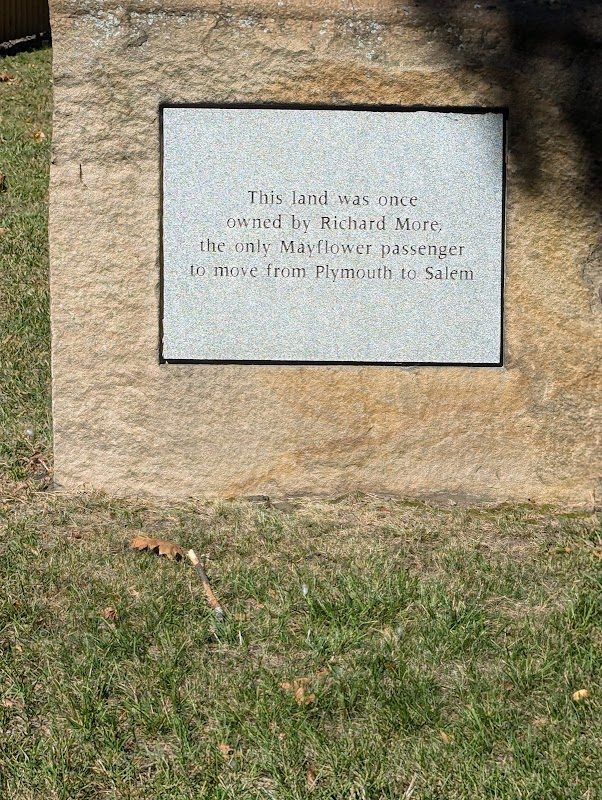 This land was once
owned by Richard More,
the only Mayflower passenger
to move from Plymouth to Salem